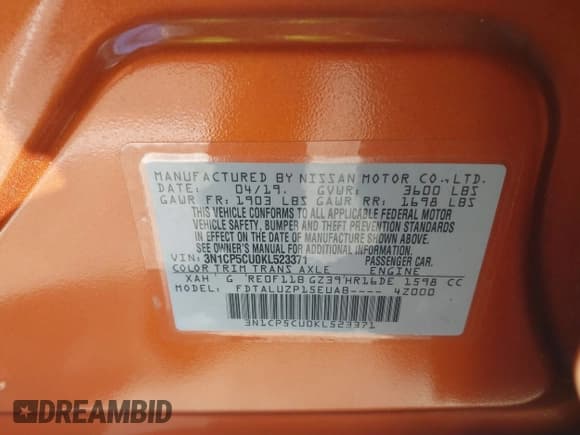 MANUFACTURED BY NISSAN MOTOR CO.,LTD.
DATE: 04/19. GVWR: 3600 LBS
GAWR FR: 1903 LBS GAWR RR: 1698 LBS
THIS VEHICLE CONFORMS TO ALL APPLICABLE FEDERAL MOTOR
VEHICLE SAFETY, BUMPER AND THEFT PREVENTION STANDARDS
IN EFFECT ON THE DATE OF MANUFACTURE SHOWN ABOVE.
SEE OWNER'S MANUAL FOR ADDITIONAL INFORMATION.
VIN: 3N1CP5CU0KL523371 PASSENGER CAR.
COLOR TRIM TRANS AXLE ENGINE
XAH G RE0F11B GZ39 HR16DE 1598 CC
MODEL: FDTALUZP15EUA8---- 4Z000
3N1CP5CU0KL523371
DREAMBID